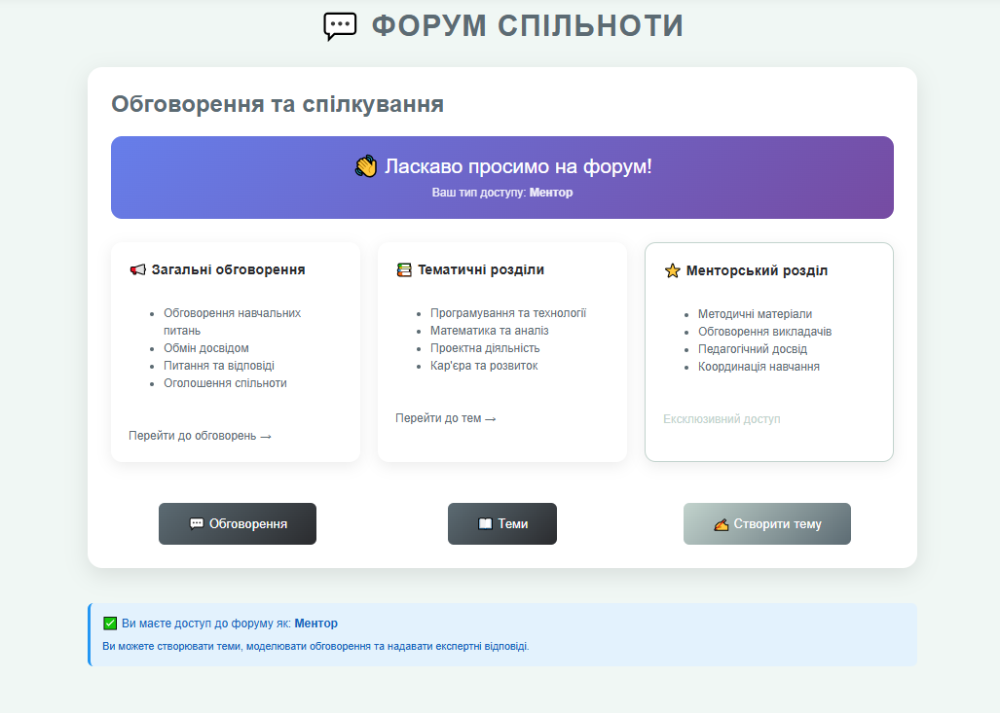 💬 ФОРУМ СПІЛЬНОТИ
Обговорення та спілкування
👋 Ласкаво просимо на форум!
Ваш тип доступу: Ментор
📢 Загальні обговорення
• Обговорення навчальних
питань
• Обмін досвідом
• Питання та відповіді
• Оголошення спільноти
Перейти до обговорень →
📚 Тематичні розділи
• Програмування та технології
• Математика та аналіз
• Проектна діяльність
• Кар'єра та розвиток
Перейти до тем →
⭐ Менторський розділ
• Методичні матеріали
• Обговорення викладачів
• Педагогічний досвід
• Координація навчання
Ексклюзивний доступ
💬 Обговорення
📖 Теми
✍️ Створити тему
✅ Ви маєте доступ до форуму як: Ментор
Ви можете створювати теми, моделювати обговорення та надавати експертні відповіді.